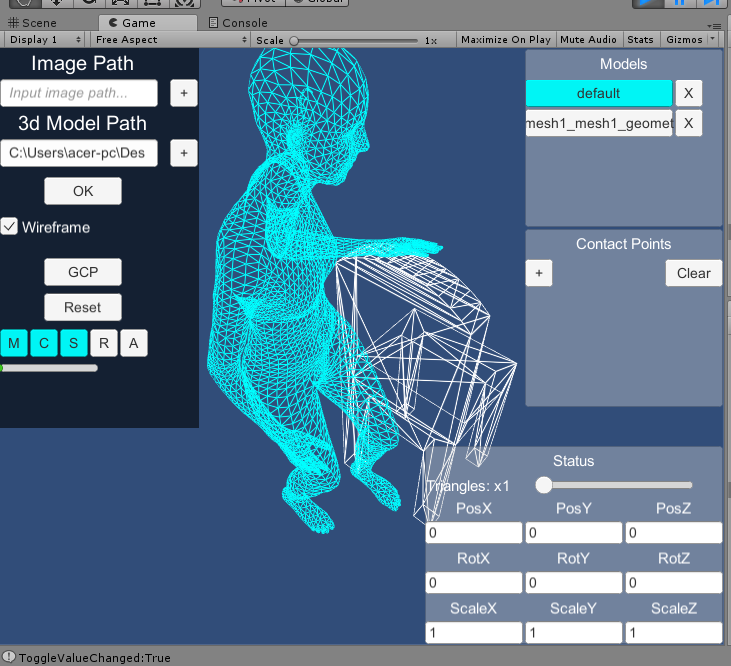 Pivot Global
Scene Game Console
Display 1 Free Aspect Scale 1x Maximize On Play Mute Audio Stats Gizmos
Image Path
Input image path...
+
3d Model Path
C:\Users\acer-pc\Des
+
OK
Wireframe
GCP
Reset
M C S R A
Models
default X
mesh1_mesh1_geomet X
Contact Points
+ Clear
Status
Triangles: x1
PosX PosY PosZ
0 0 0
RotX RotY RotZ
0 0 0
ScaleX ScaleY ScaleZ
1 1 1
ToggleValueChanged:True